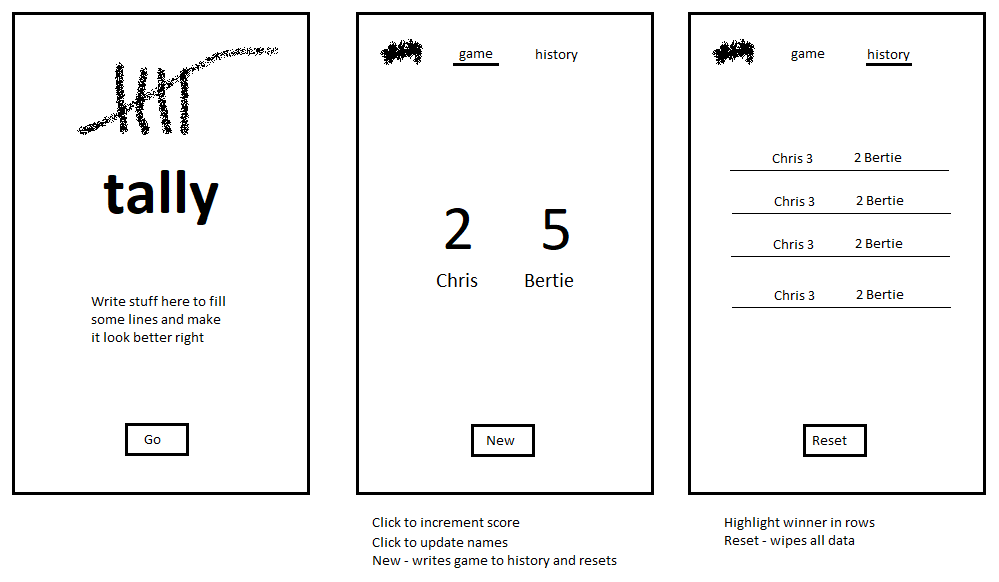 tally
Write stuff here to fill
some lines and make
it look better right
Go
game history
2 5
Chris Bertie
New
Click to increment score
Click to update names
New - writes game to history and resets
game history
Chris 3 2 Bertie
Chris 3 2 Bertie
Chris 3 2 Bertie
Chris 3 2 Bertie
Reset
Highlight winner in rows
Reset - wipes all data